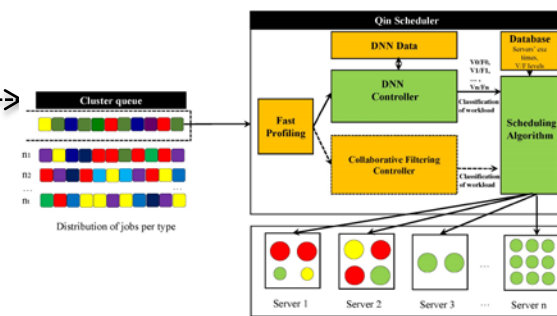 Qin Scheduler
DNN Data
Database
Servers' exe
times,
V/F levels
Cluster queue
DNN
Controller
V0/F0,
V1/F1,
... ,
Vn/Fn
Classification
of workload
Fast
Profiling
Scheduling
Algorithm
Collaborative Filtering
Controller
Classification
of workload
n1
n2
...
...
nt
Distribution of jobs per type
Server 1
Server 2
Server 3
...
...
Server n